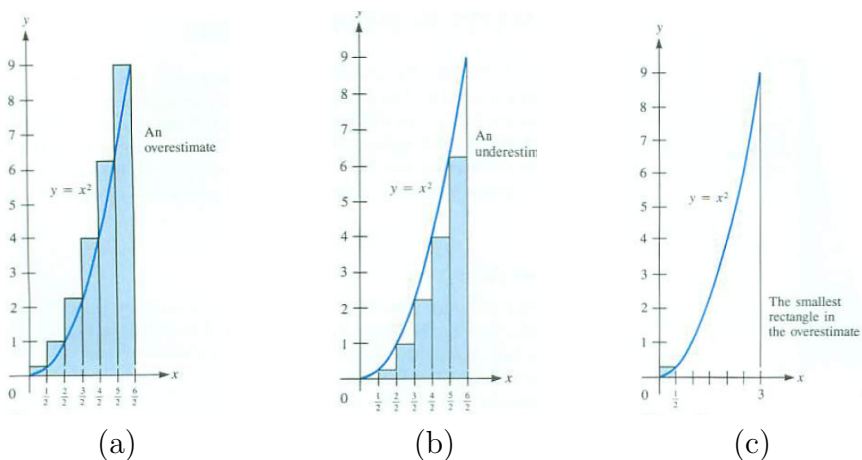 y
9
8
7
6
5
4
3
2
1
0
An
overestimate
y = x²
1/2 2/2 3/2 4/2 5/2 6/2
x
(a)
y
9
8
7
6
5
4
3
2
1
0
An
underestim
y = x²
1/2 2/2 3/2 4/2 5/2 6/2
x
(b)
y
9
8
7
6
5
4
3
2
1
0
y = x²
The smallest
rectangle in
the overestimate
1/2
3
x
(c)